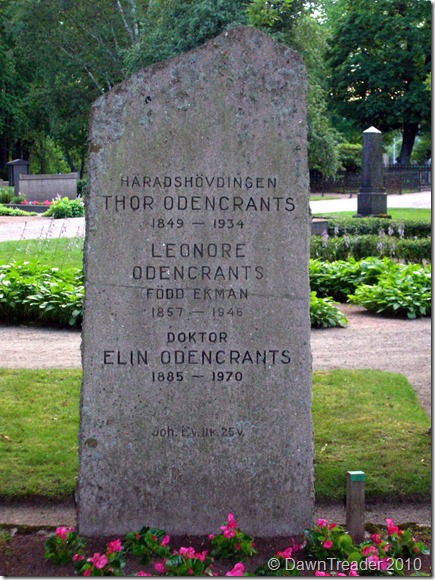 HÄRADSHÖVDINGEN
THOR ODENCRANTS
1849 — 1934
LEONORE
ODENCRANTS
FÖDD EKMAN
1857 — 1946
DOKTOR
ELIN ODENCRANTS
1885 — 1970
Joh. Ev. 11k. 25v.
© DawnTreader 2010